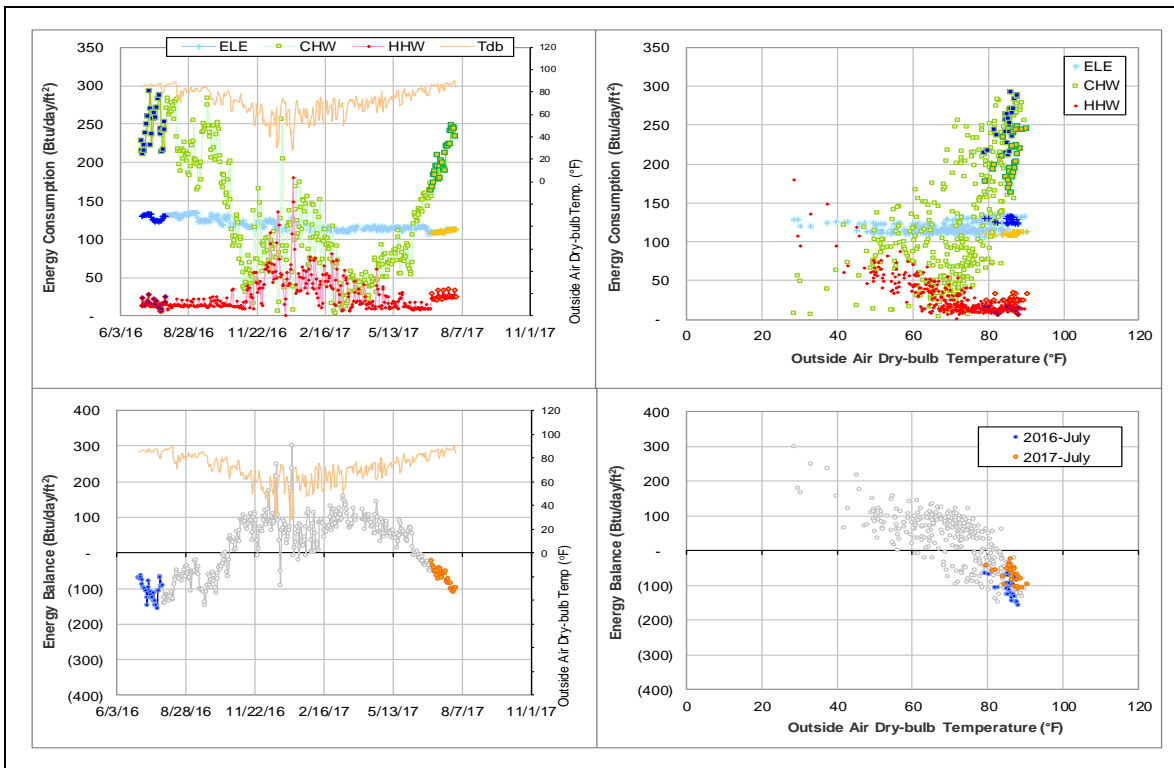 ELE CHW HHW Tdb
350
300
250
200
150
100
50
-
Energy Consumption (Btu/day/ft²)
120
100
80
60
40
20
0
Outside Air Dry-bulb Temp. (°F)
6/3/16 8/28/16 11/22/16 2/16/17 5/13/17 8/7/17 11/1/17
ELE
CHW
HHW
350
300
250
200
150
100
50
-
Energy Consumption (Btu/day/ft²)
0 20 40 60 80 100 120
Outside Air Dry-bulb Temperature (°F)
400
300
200
100
-
(100)
(200)
(300)
(400)
Energy Balance (Btu/day/ft²)
120
100
80
60
40
20
0
Outside Air Dry-bulb Temp (°F)
6/3/16 8/28/16 11/22/16 2/16/17 5/13/17 8/7/17 11/1/17
2016-July
2017-July
400
300
200
100
-
(100)
(200)
(300)
(400)
Energy Balance (Btu/day/ft²)
0 20 40 60 80 100 120
Outside Air Dry-bulb Temperature (°F)